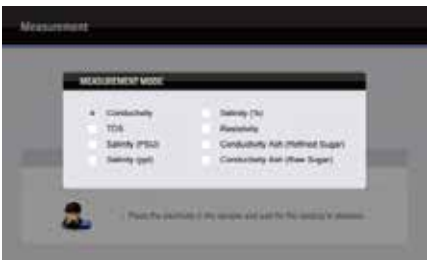 Measurement
MEASUREMENT MODE
Conductivity
TDS
Salinity (PSU)
Salinity (ppt)
Salinity (%)
Resistivity
Conductivity Ash (Refined Sugar)
Conductivity Ash (Raw Sugar)
Place the electrode in the sample and wait for the reading to stabilize.